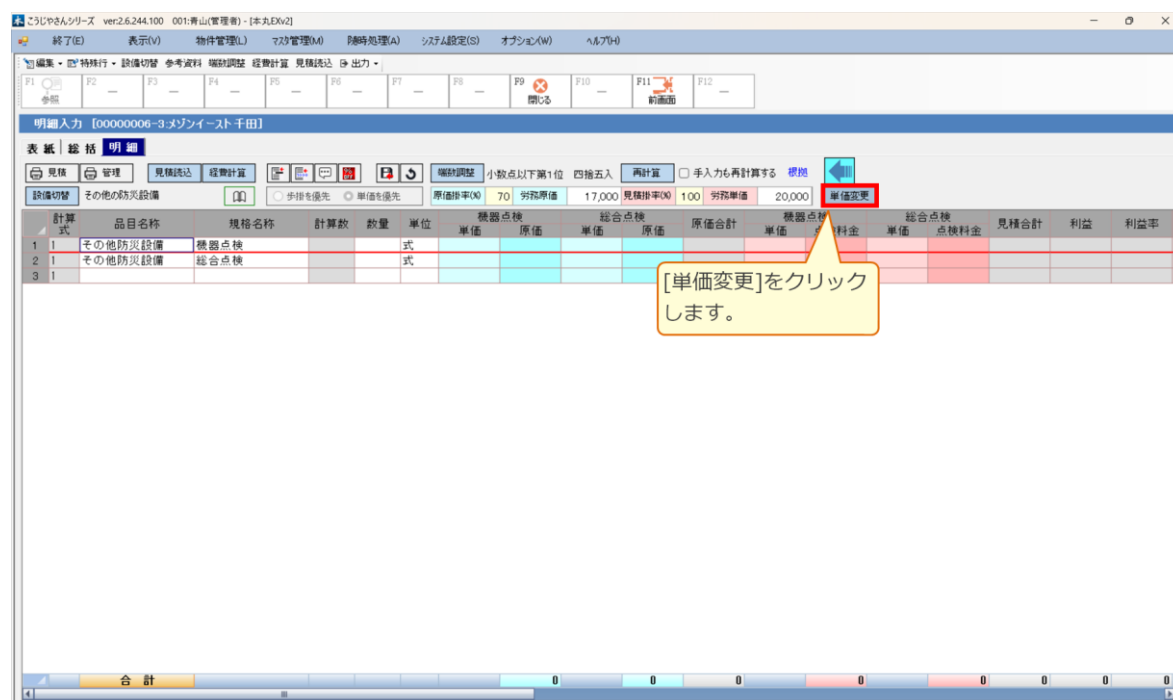 こうじやさんシリーズ ver:2.6.244.100 001:青山(管理者) - [本丸EXv2]
終了(E) 表示(V) 物件管理(L) マスタ管理(M) 随時処理(A) システム設定(S) オプション(W) ヘルプ(H)
編集 特殊行 設備切替 参考資料 端数調整 経費計算 見積読込 出力
F1 参照 F2 F3 F4 F5 F6 F7 F8 F9 閉じる F10 F11 前画面 F12
明細入力 [00000006-3:メゾンイースト千田]
表紙 総括 明細
見積 管理 見積読込 経費計算 端数調整 小数点以下第1位 四捨五入 再計算 手入力も再計算する 根拠
設備切替 その他の防災設備 歩掛を優先 単価を優先 原価掛率(%) 70 労務原価 17,000 見積掛率(%) 100 労務単価 20,000 単価変更
計算式 品目名称 規格名称 計算数 数量 単位 機器点検 単価 原価 総合点検 単価 原価 原価合計 機器点検 単価 点検料金 総合点検 単価 点検料金 見積合計 利益 利益率
1 1 その他防災設備 機器点検 式
2 1 その他防災設備 総合点検 式
3 1
[単価変更]をクリック
します。
合計 0 0 0 0 0 0 0 0